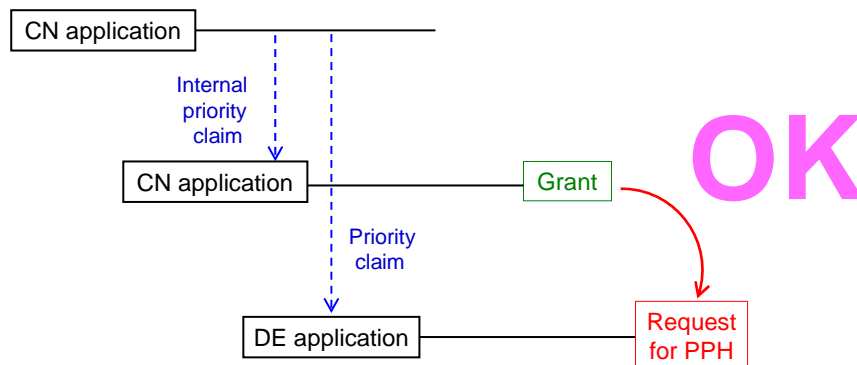 CN application
Internal
priority
claim
OK
CN application
Grant
Priority
claim
DE application
Request
for PPH